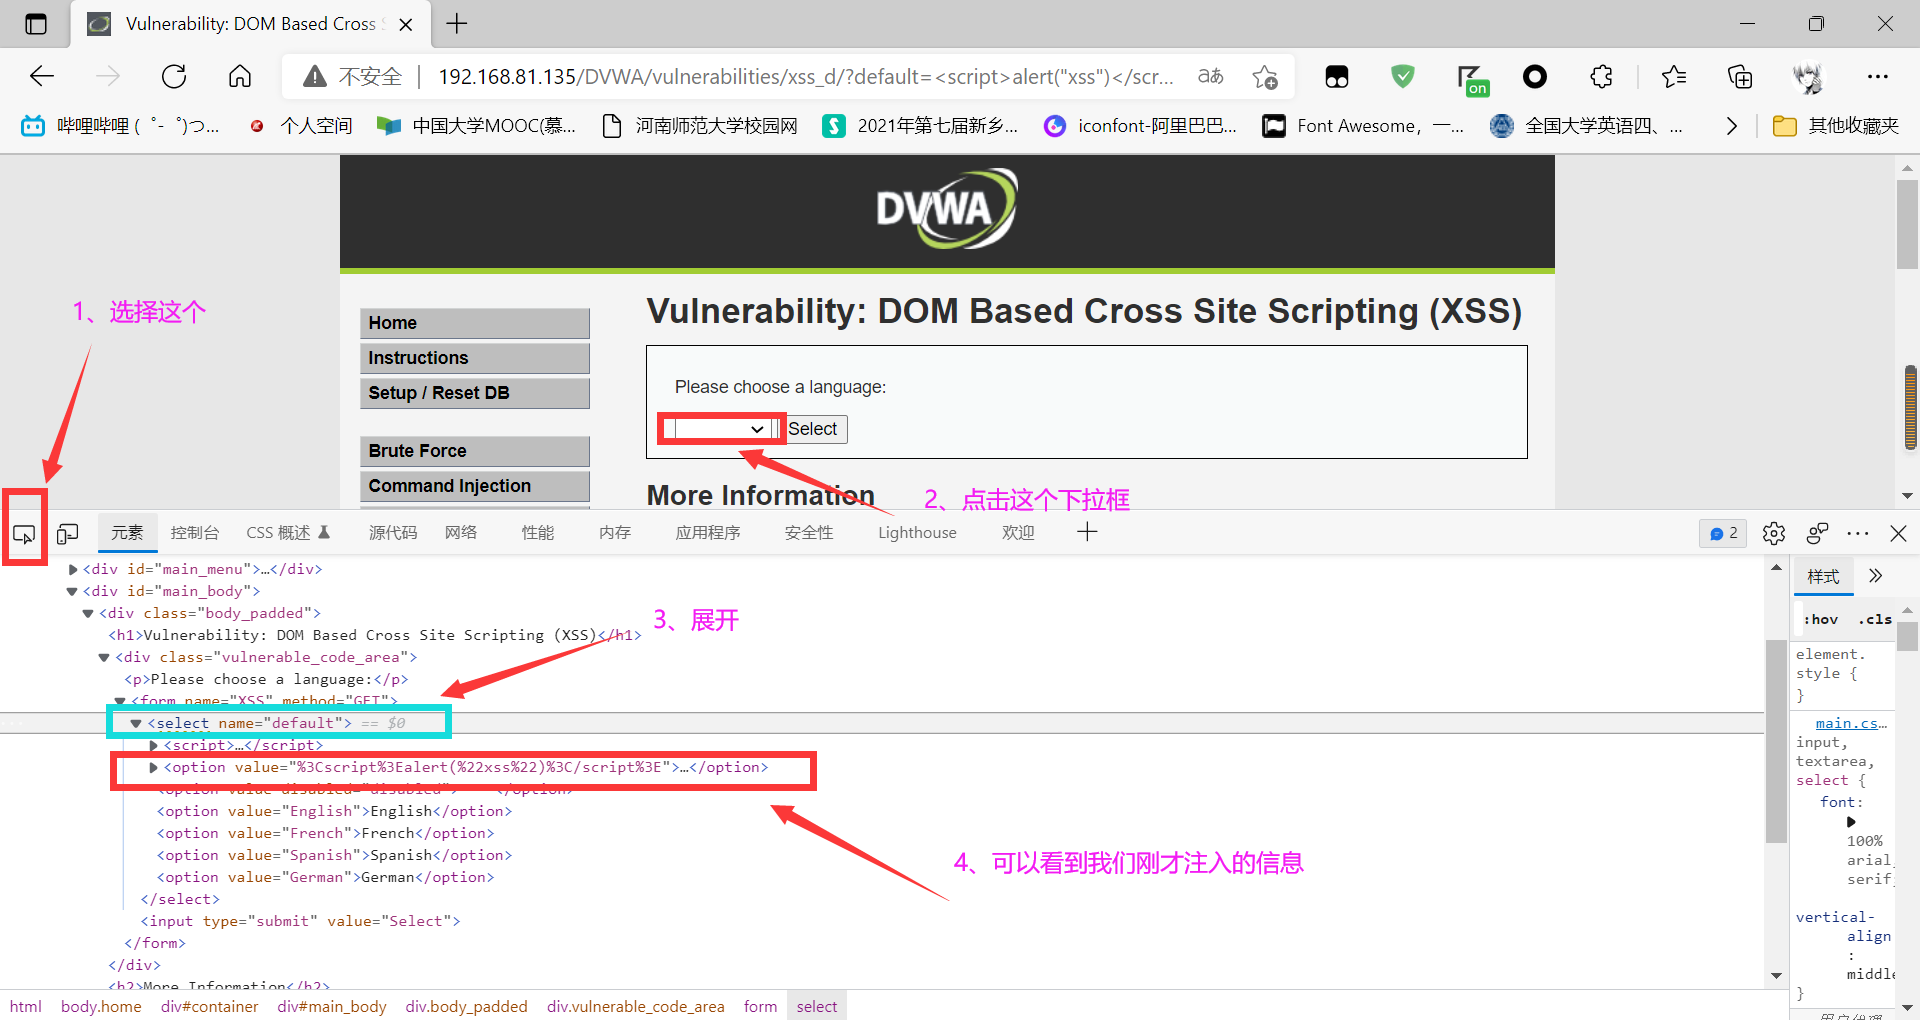 Vulnerability: DOM Based Cross
不安全
192.168.81.135/DVWA/vulnerabilities/xss_d/?default=<script>alert("xss")</scr...
aあ
on
哔哩哔哩 (゜-゜)つ...
个人空间
中国大学MOOC(慕...
河南师范大学校园网
2021年第七届新乡...
iconfont-阿里巴巴...
Font Awesome，一...
全国大学英语四、...
其他收藏夹
DVWA
1、选择这个
Home
Instructions
Setup / Reset DB
Brute Force
Command Injection
Vulnerability: DOM Based Cross Site Scripting (XSS)
Please choose a language:
Select
More Information
2、点击这个下拉框
元素
控制台
CSS 概述
源代码
网络
性能
内存
应用程序
安全性
Lighthouse
欢迎
2
<div id="main_menu">…</div>
<div id="main_body">
<div class="body_padded">
<h1>Vulnerability: DOM Based Cross Site Scripting (XSS)</h1>
<div class="vulnerable_code_area">
<p>Please choose a language:</p>
<form name="XSS" method="GET">
<select name="default"> == $0
<script>…</script>
<option value="%3Cscript%3Ealert(%22xss%22)%3C/script%3E">…</option>
<option value disabled="disabled">----</option>
<option value="English">English</option>
<option value="French">French</option>
<option value="Spanish">Spanish</option>
<option value="German">German</option>
</select>
<input type="submit" value="Select">
</form>
</div>
<h2>More Information</h2>
3、展开
4、可以看到我们刚才注入的信息
样式
:hov .cls
element.
style {
}
main.cs…
input,
textarea,
select {
font:
100%
arial,
serif;
vertical-
align
:
middle
}
html body.home div#container div#main_body div.body_padded div.vulnerable_code_area form select